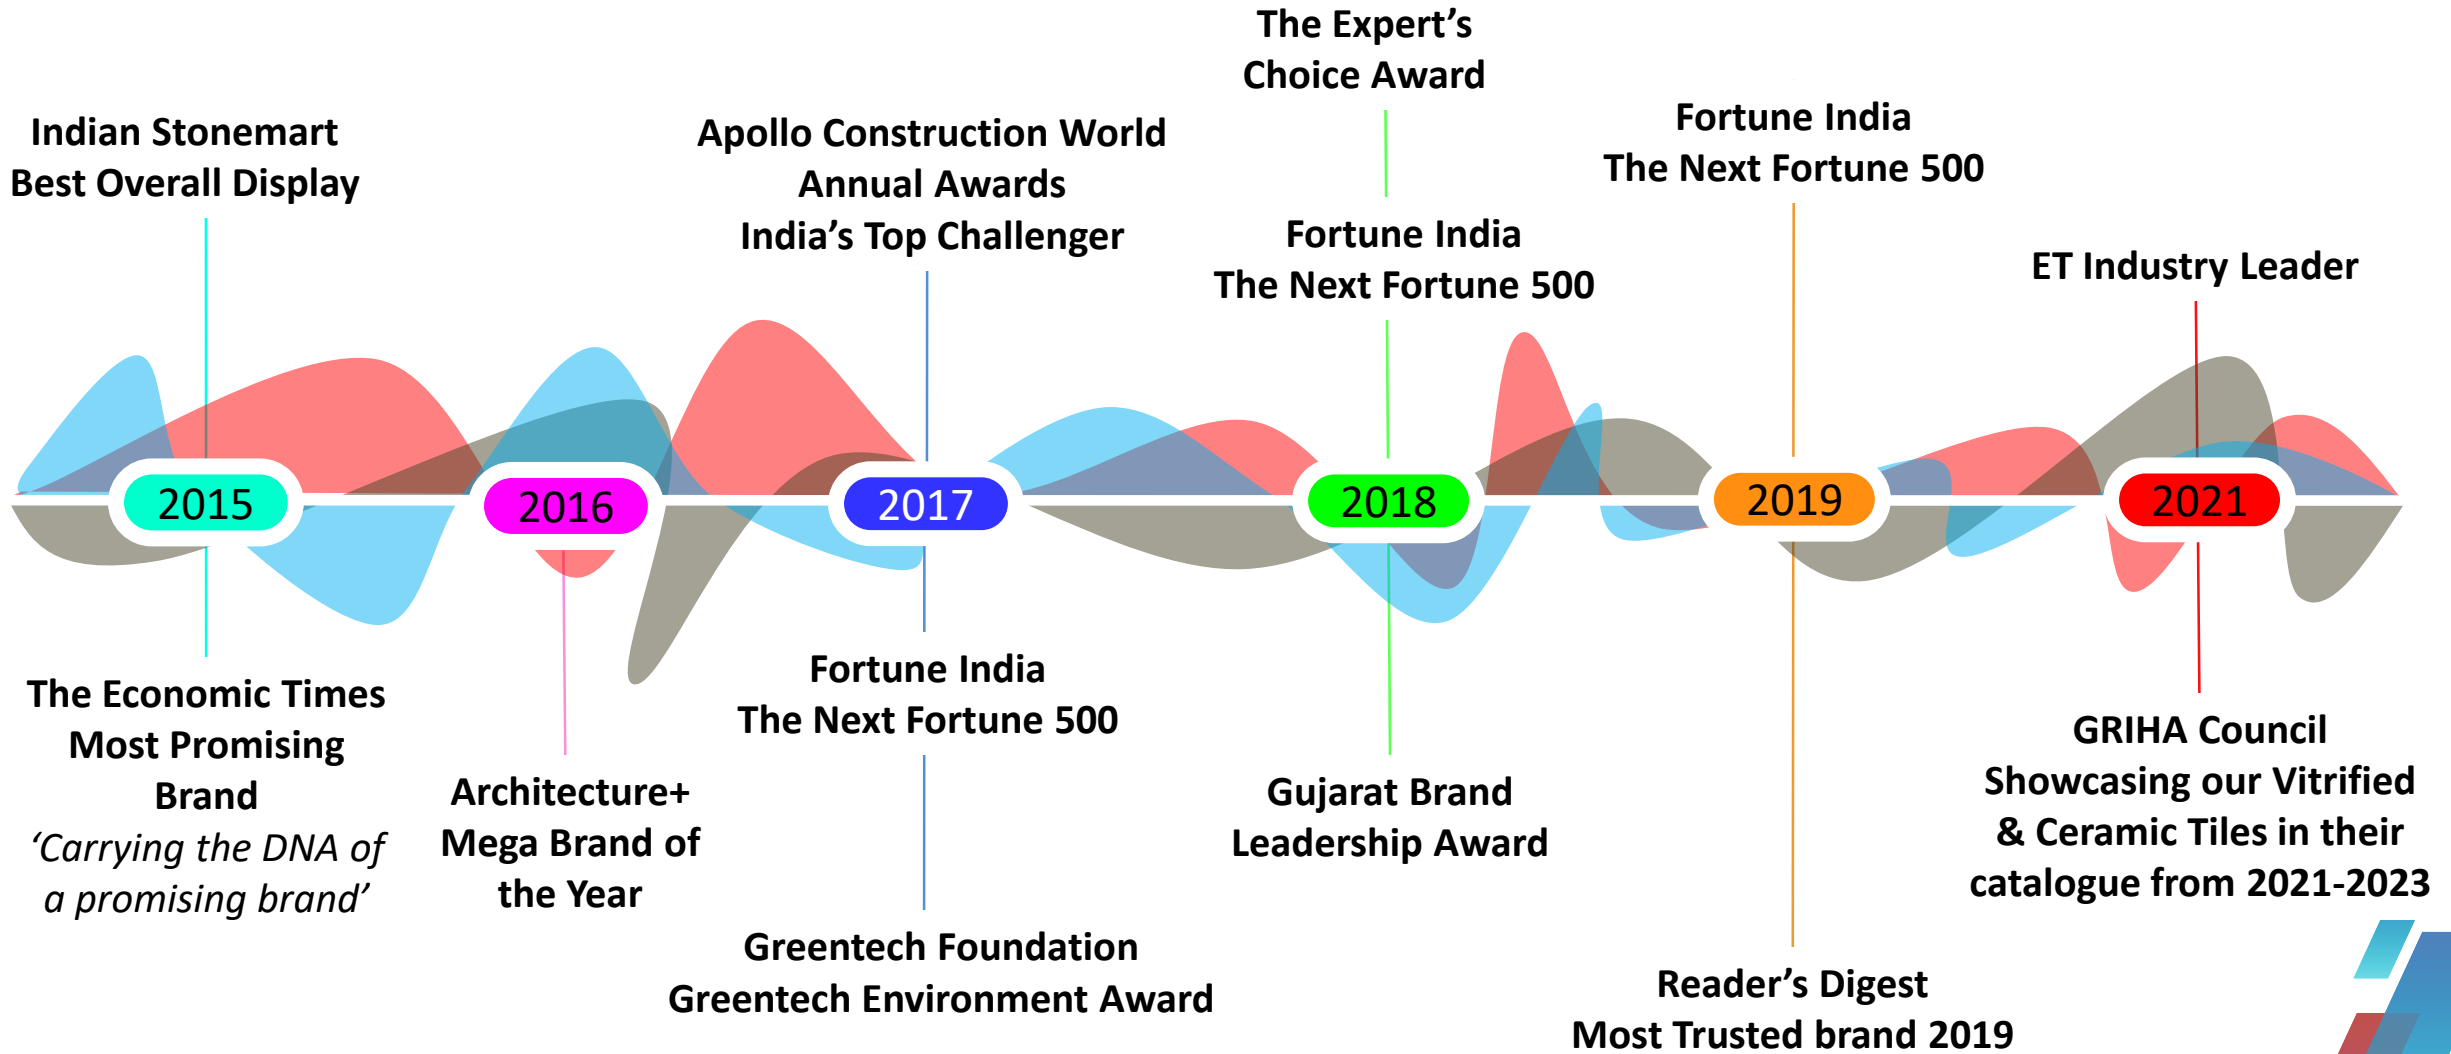 Indian Stonemart
Best Overall Display
2015
The Economic Times
Most Promising
Brand
‘Carrying the DNA of
a promising brand’
2016
Architecture+
Mega Brand of
the Year
Apollo Construction World
Annual Awards
India’s Top Challenger
2017
Fortune India
The Next Fortune 500
Greentech Foundation
Greentech Environment Award
The Expert’s
Choice Award
Fortune India
The Next Fortune 500
2018
Gujarat Brand
Leadership Award
Fortune India
The Next Fortune 500
2019
Reader’s Digest
Most Trusted brand 2019
ET Industry Leader
2021
GRIHA Council
Showcasing our Vitrified
& Ceramic Tiles in their
catalogue from 2021-2023